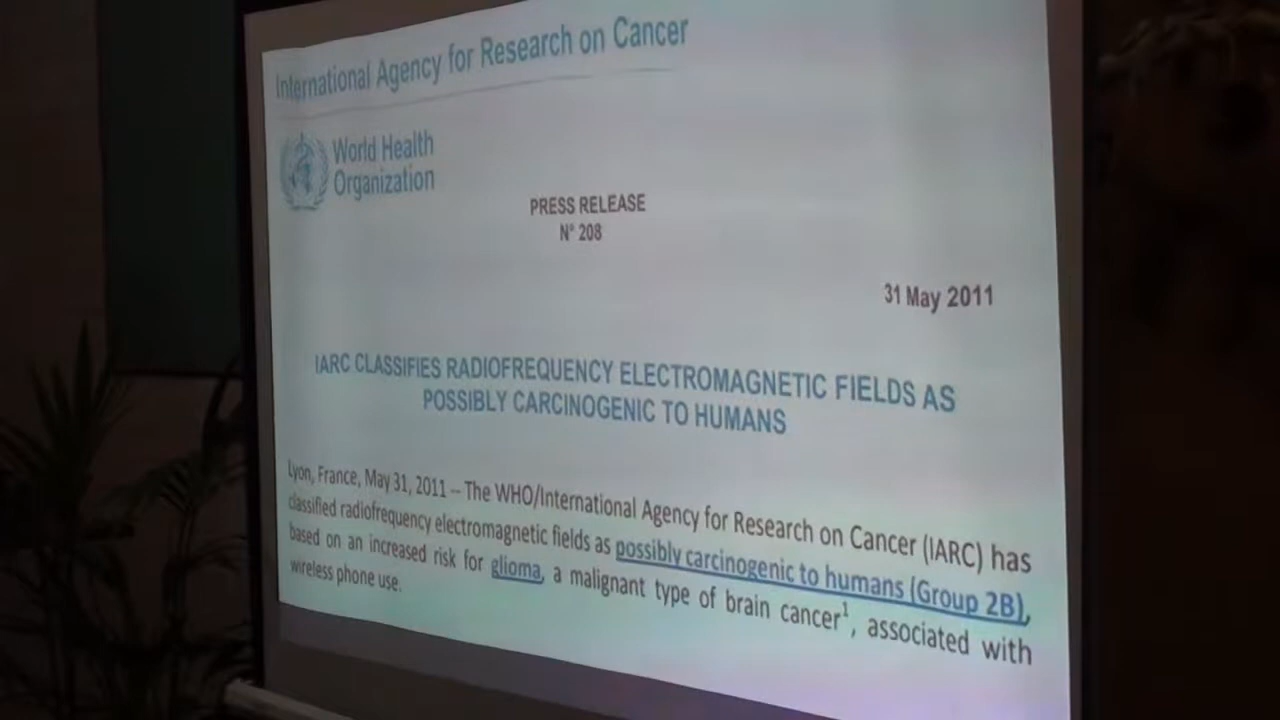 International Agency for Research on Cancer
World Health
Organization
PRESS RELEASE
N° 208
31 May 2011
IARC CLASSIFIES RADIOFREQUENCY ELECTROMAGNETIC FIELDS AS
POSSIBLY CARCINOGENIC TO HUMANS
Lyon, France, May 31, 2011 – The WHO/International Agency for Research on Cancer (IARC) has
classified radiofrequency electromagnetic fields as possibly carcinogenic to humans (Group 2B),
based on an increased risk for glioma, a malignant type of brain cancer¹, associated with
wireless phone use.